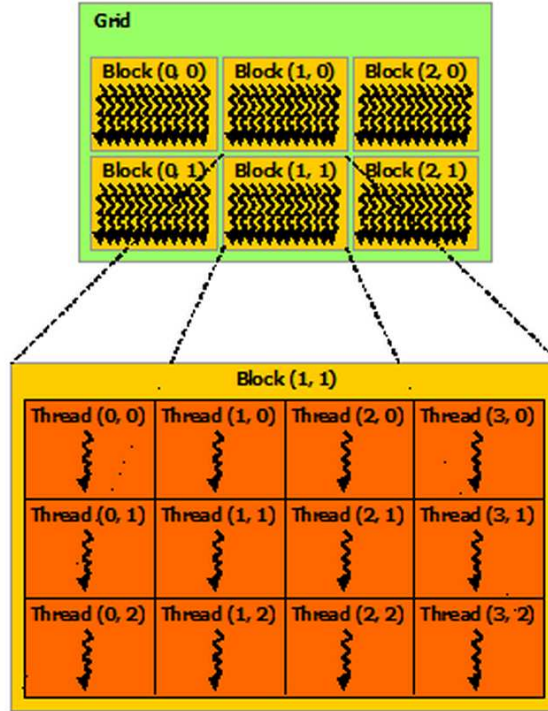 Grid
Block (0, 0) Block (1, 0) Block (2, 0)
Block (0, 1) Block (1, 1) Block (2, 1)
Block (1, 1)
Thread (0, 0) Thread (1, 0) Thread (2, 0) Thread (3, 0)
Thread (0, 1) Thread (1, 1) Thread (2, 1) Thread (3, 1)
Thread (0, 2) Thread (1, 2) Thread (2, 2) Thread (3, 2)